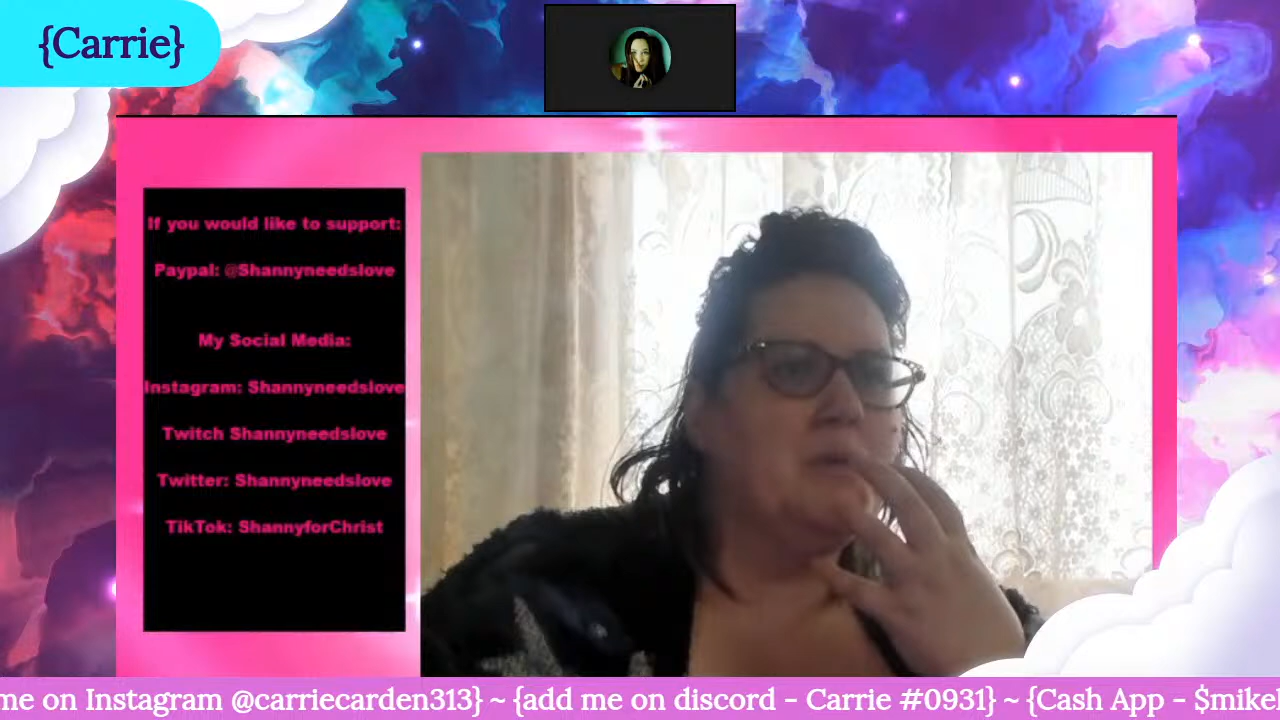 {Carrie}
If you would like to support:
Paypal: @Shannyneedslove
My Social Media:
Instagram: Shannyneedslove
Twitch Shannyneedslove
Twitter: Shannyneedslove
TikTok: ShannyforChrist
me on Instagram @carriecarden313} ~ {add me on discord - Carrie #0931} ~ {Cash App -